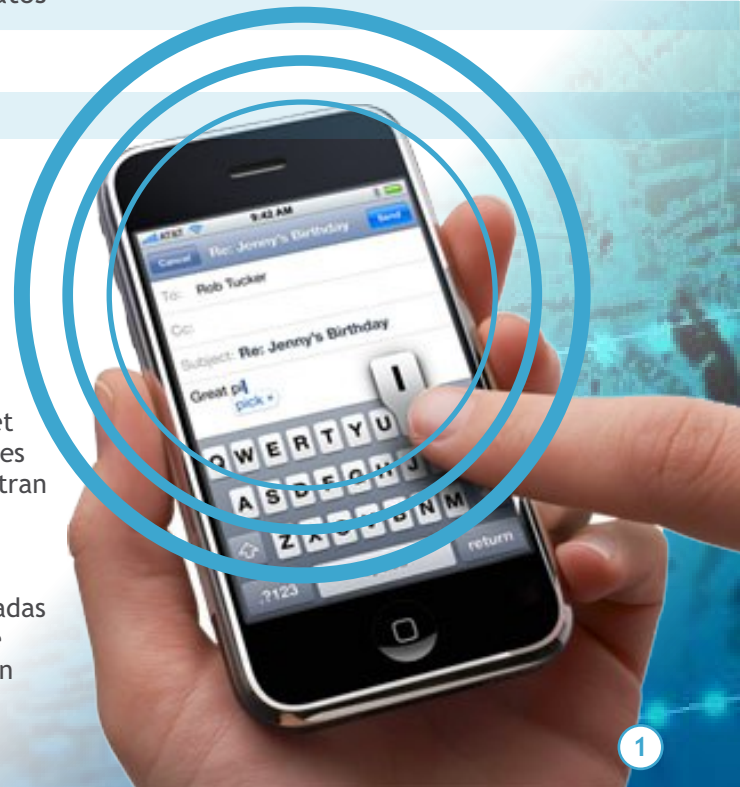 atos
AT&T 9:42 AM
Cancel Re: Jenny's Birthday Send
To: Rob Tucker
Cc:
Subject: Re: Jenny's Birthday
Great pi
pick ×
I
Q W E R T Y U
A S D F G H J
Z X C V B N M
.?123 return
et
es
tran
adas
n
1